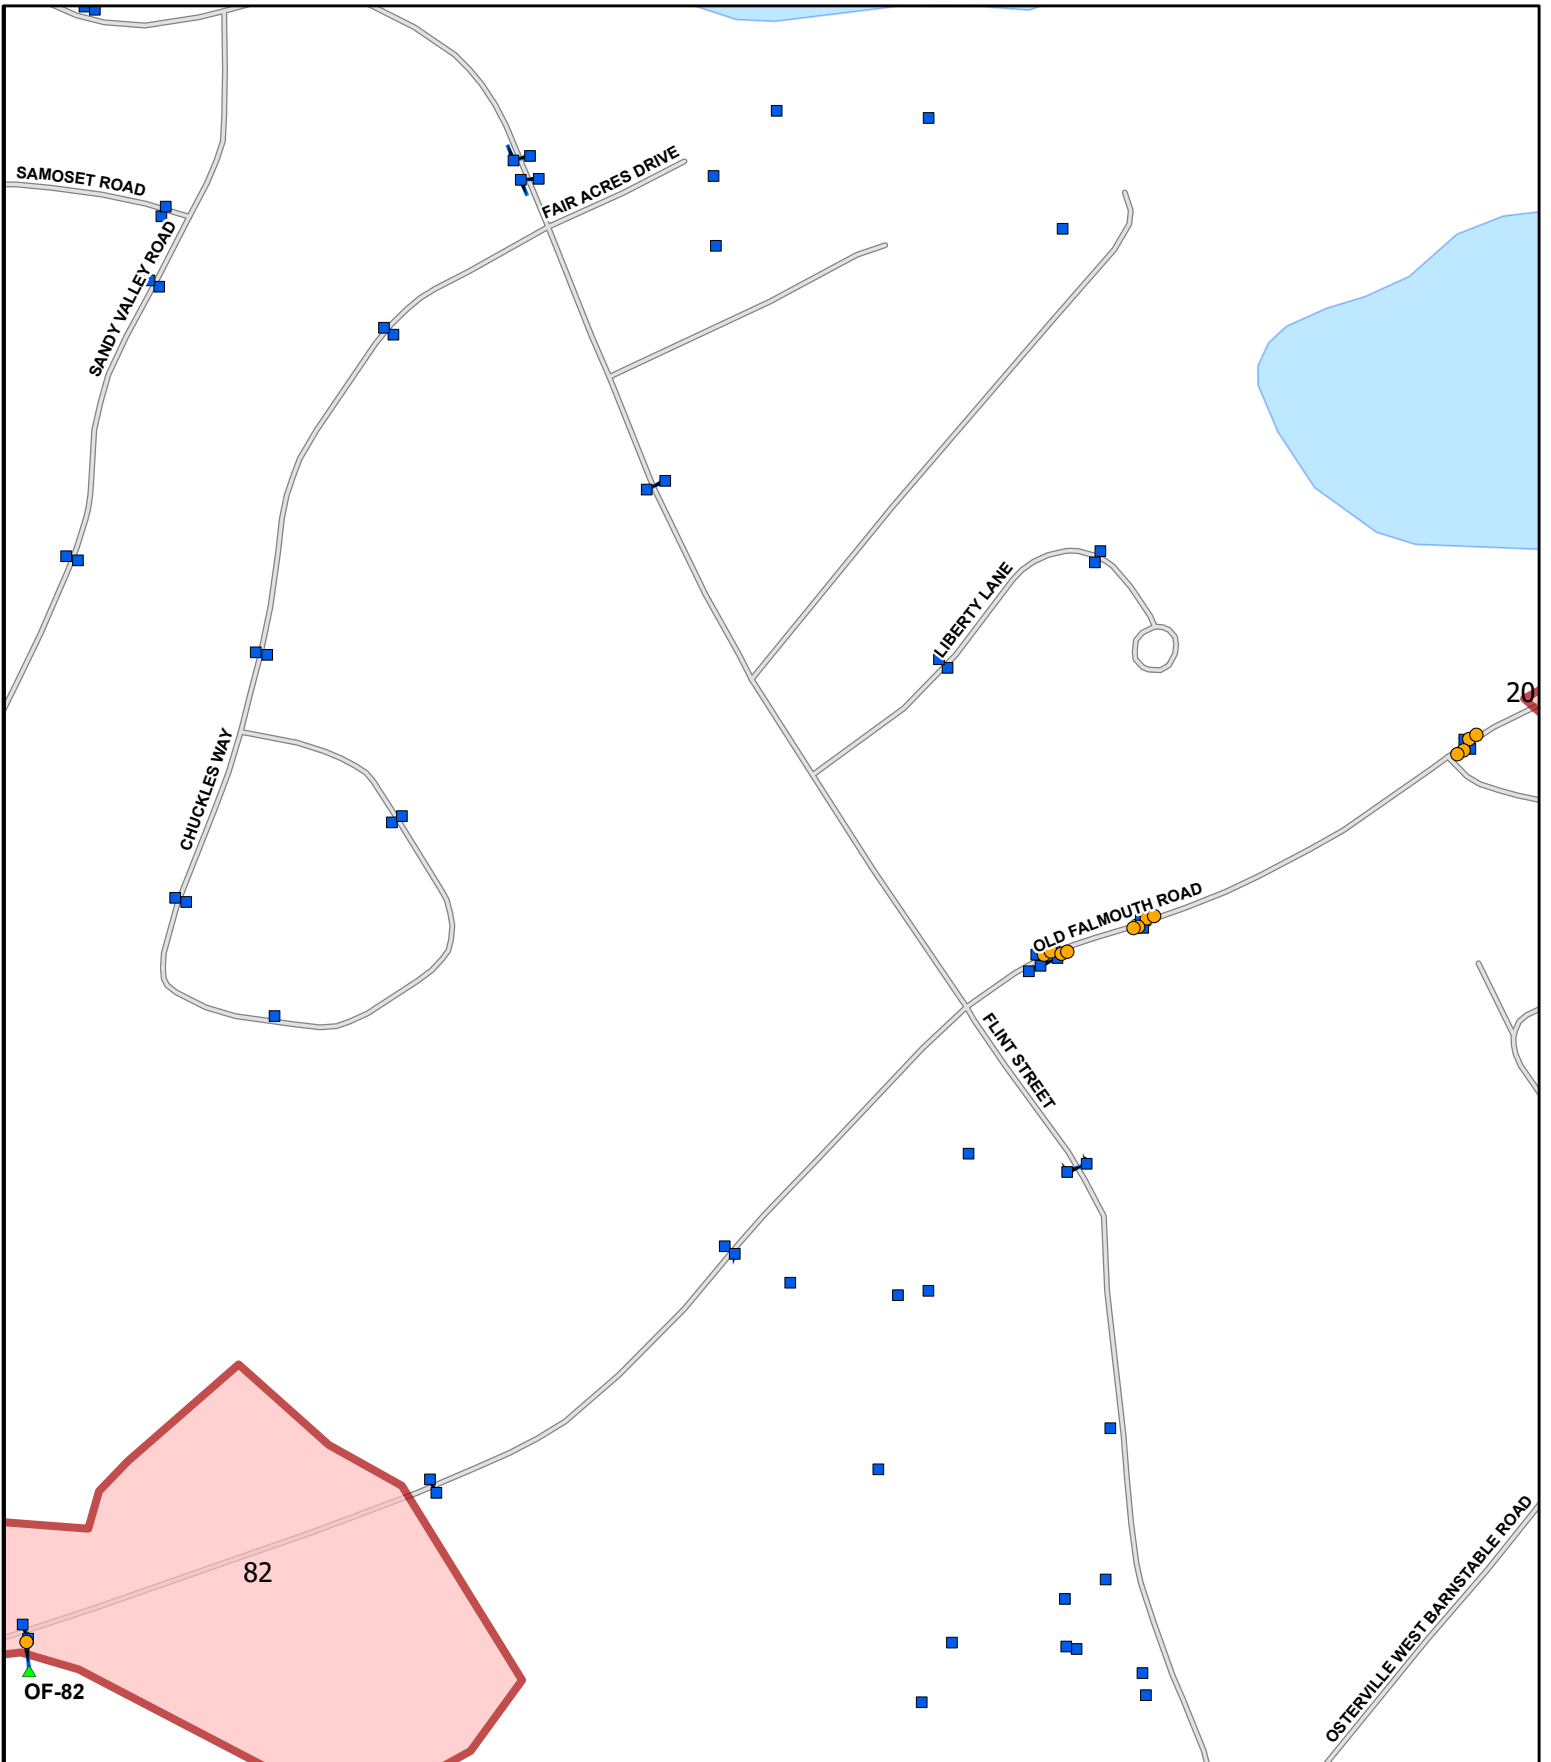 SAMOSET ROAD
FAIR ACRES DRIVE
SANDY VALLEY ROAD
LIBERTY LANE
20
CHUCKLES WAY
OLD FALMOUTH ROAD
FLINT STREET
82
OSTERVILLE WEST BARNSTABLE ROAD
OF-82